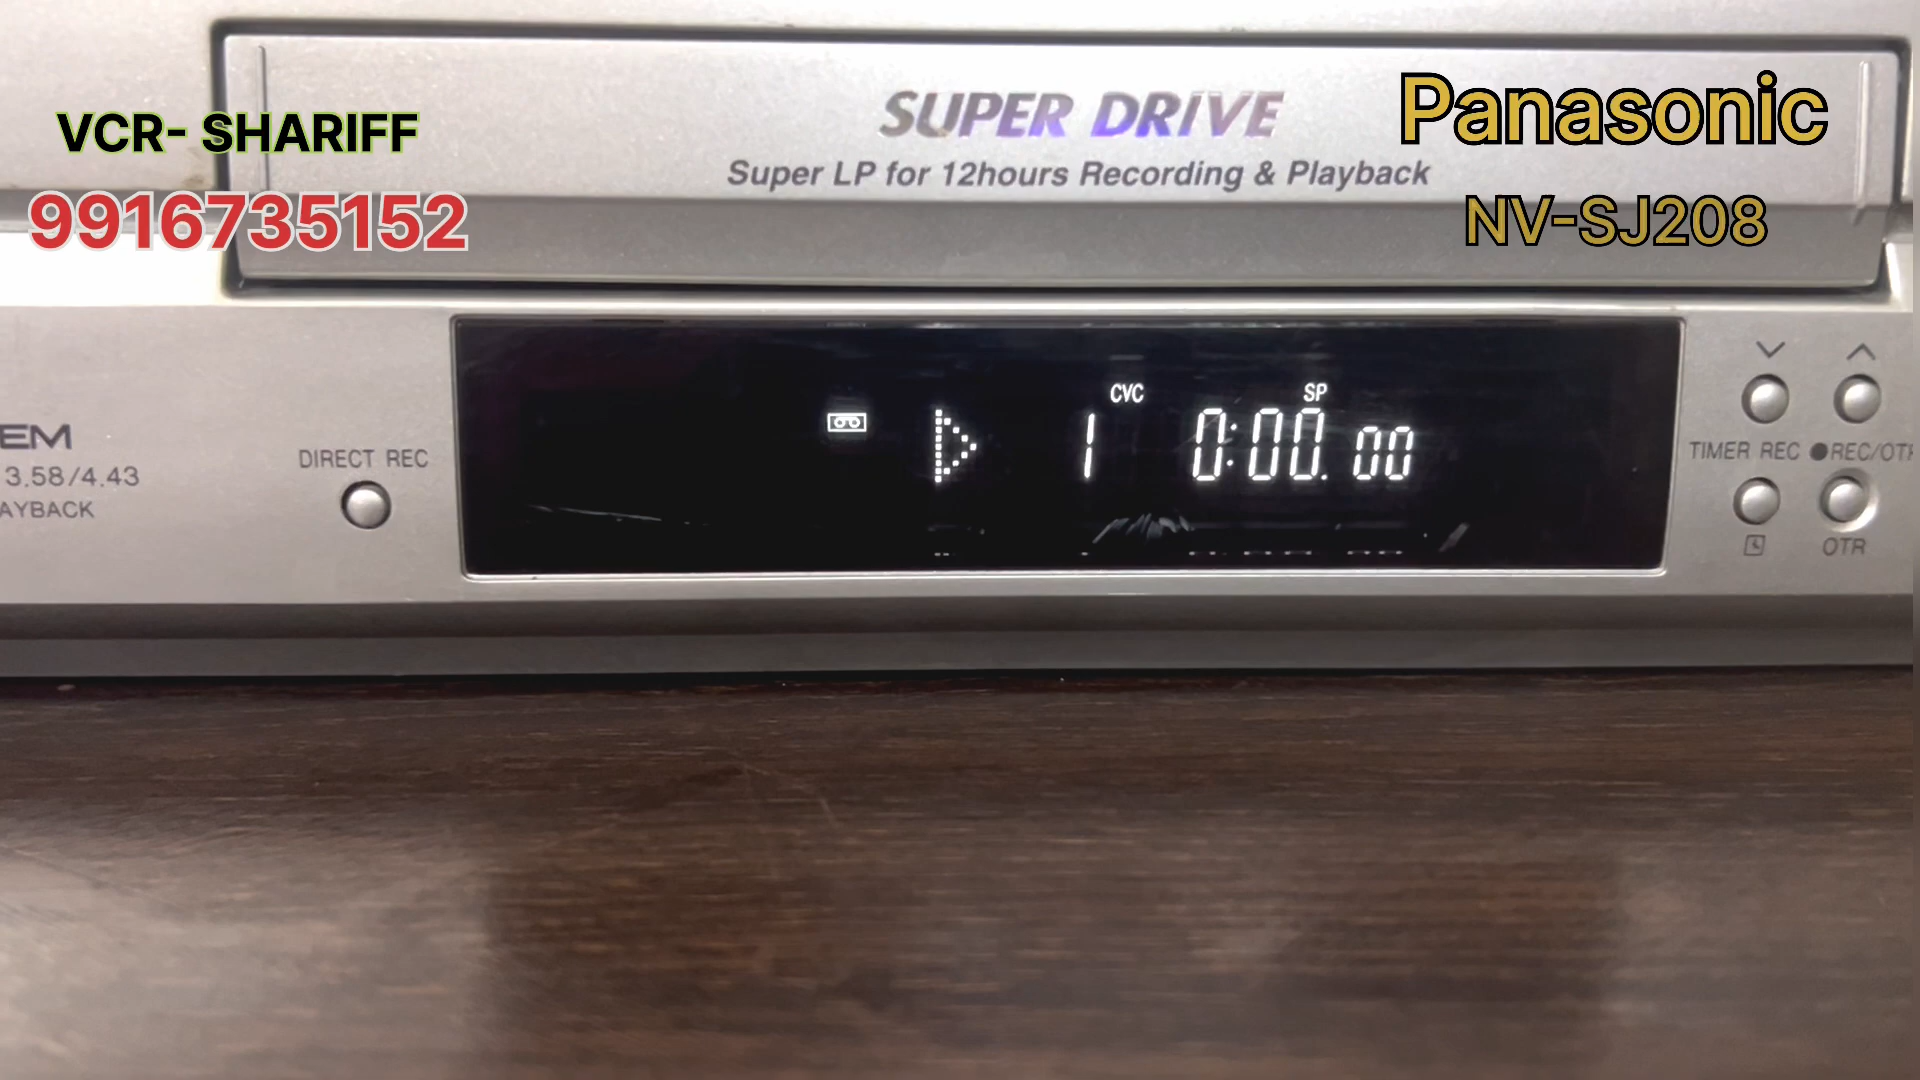 SUPER DRIVE
Super LP for 12hours Recording & Playback
VCR- SHARIFF
9916735152
Panasonic
NV-SJ208
EM
3.58/4.43
AYBACK
DIRECT REC
CVC
SP
1 0:00.00
TIMER REC ●REC/OTR
OTR